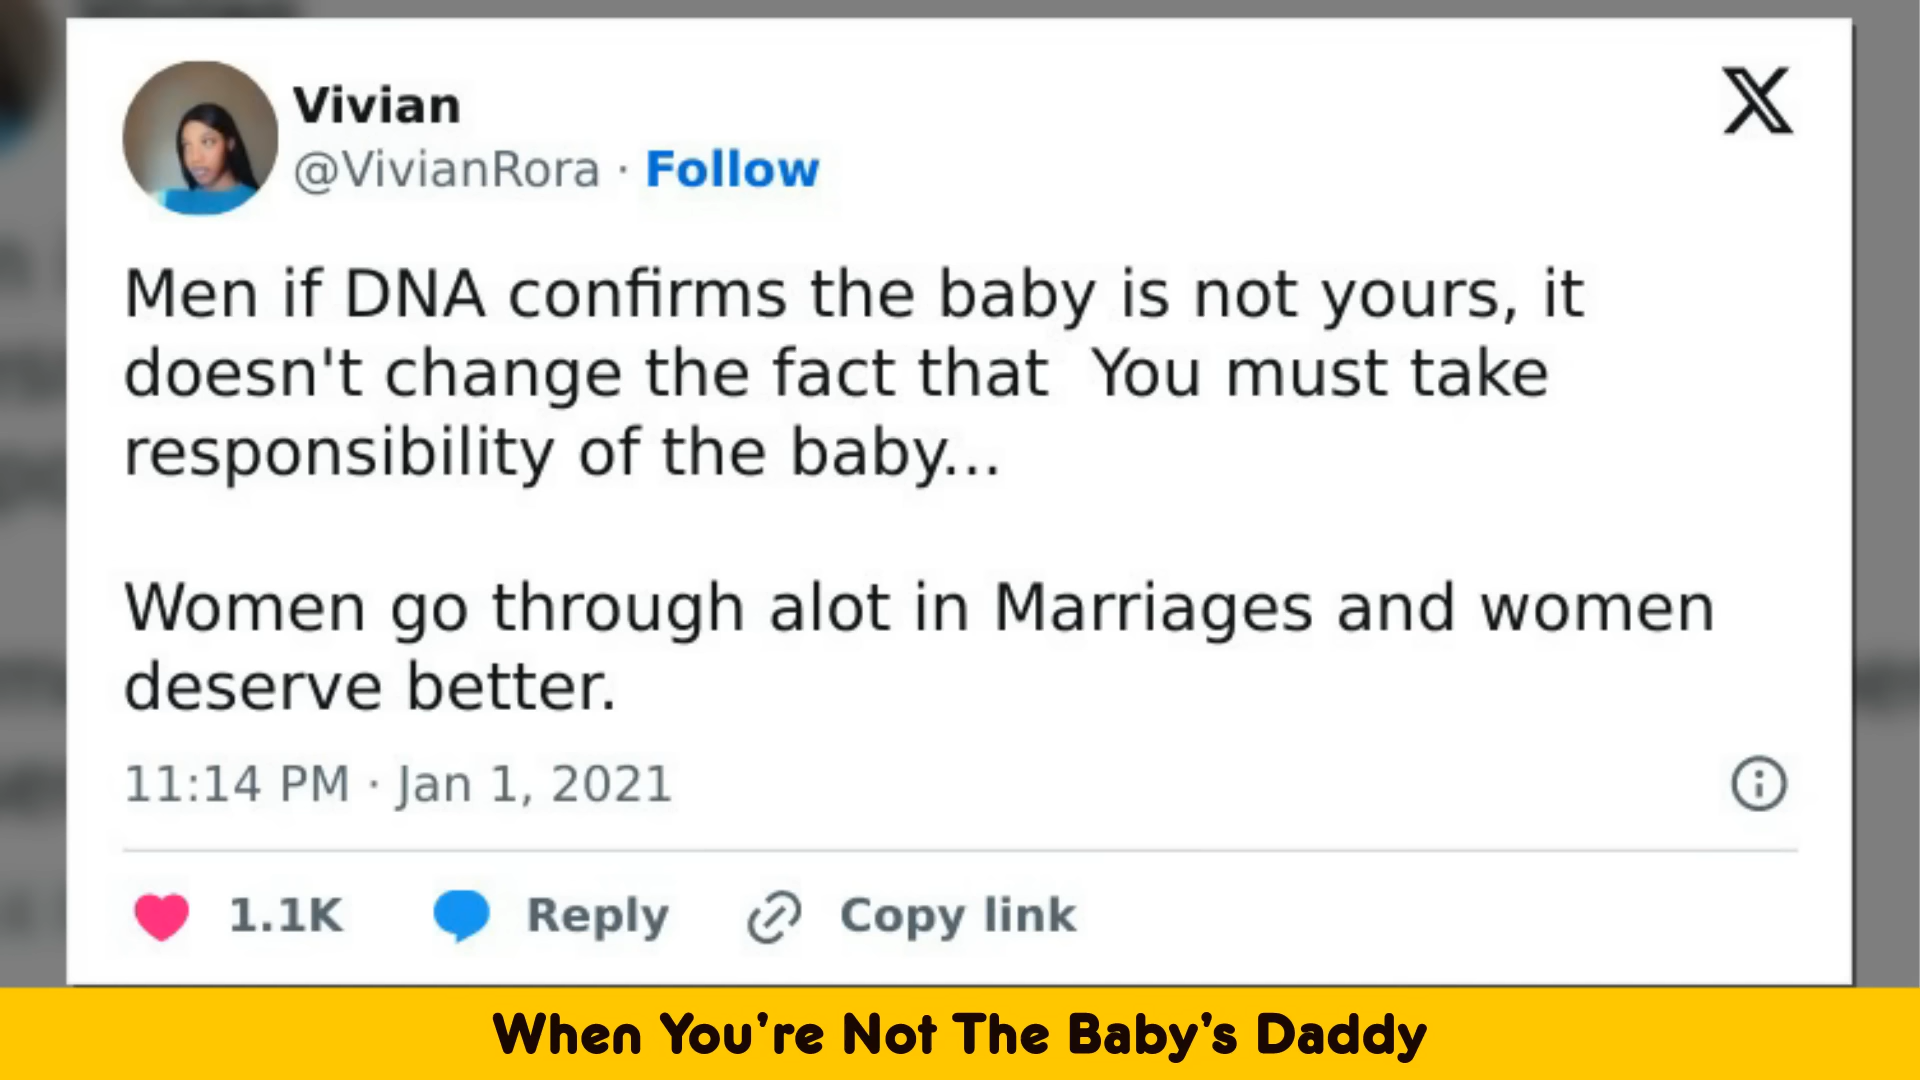 Vivian
@VivianRora · Follow
Men if DNA confirms the baby is not yours, it
doesn't change the fact that  You must take
responsibility of the baby...
Women go through alot in Marriages and women
deserve better.
11:14 PM · Jan 1, 2021
1.1K Reply Copy link
When You're Not The Baby's Daddy